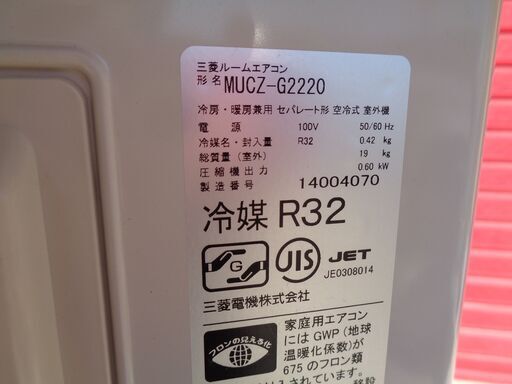 三菱ルームエアコン
形名 MUCZ-G2220
冷房・暖房兼用 セパレート形 空冷式 室外機
電源 100V 50/60 Hz
冷媒名・封入量 R32 0.42 kg
総質量(室外) 19 kg
圧縮機出力 0.60 kW
製造番号 14004070
冷媒 R32
G
JIS JET
JE0308014
三菱電機株式会社
フロンの見える化
家庭用エアコン
にはGWP(地球
温暖化係数)が
675のフロン類